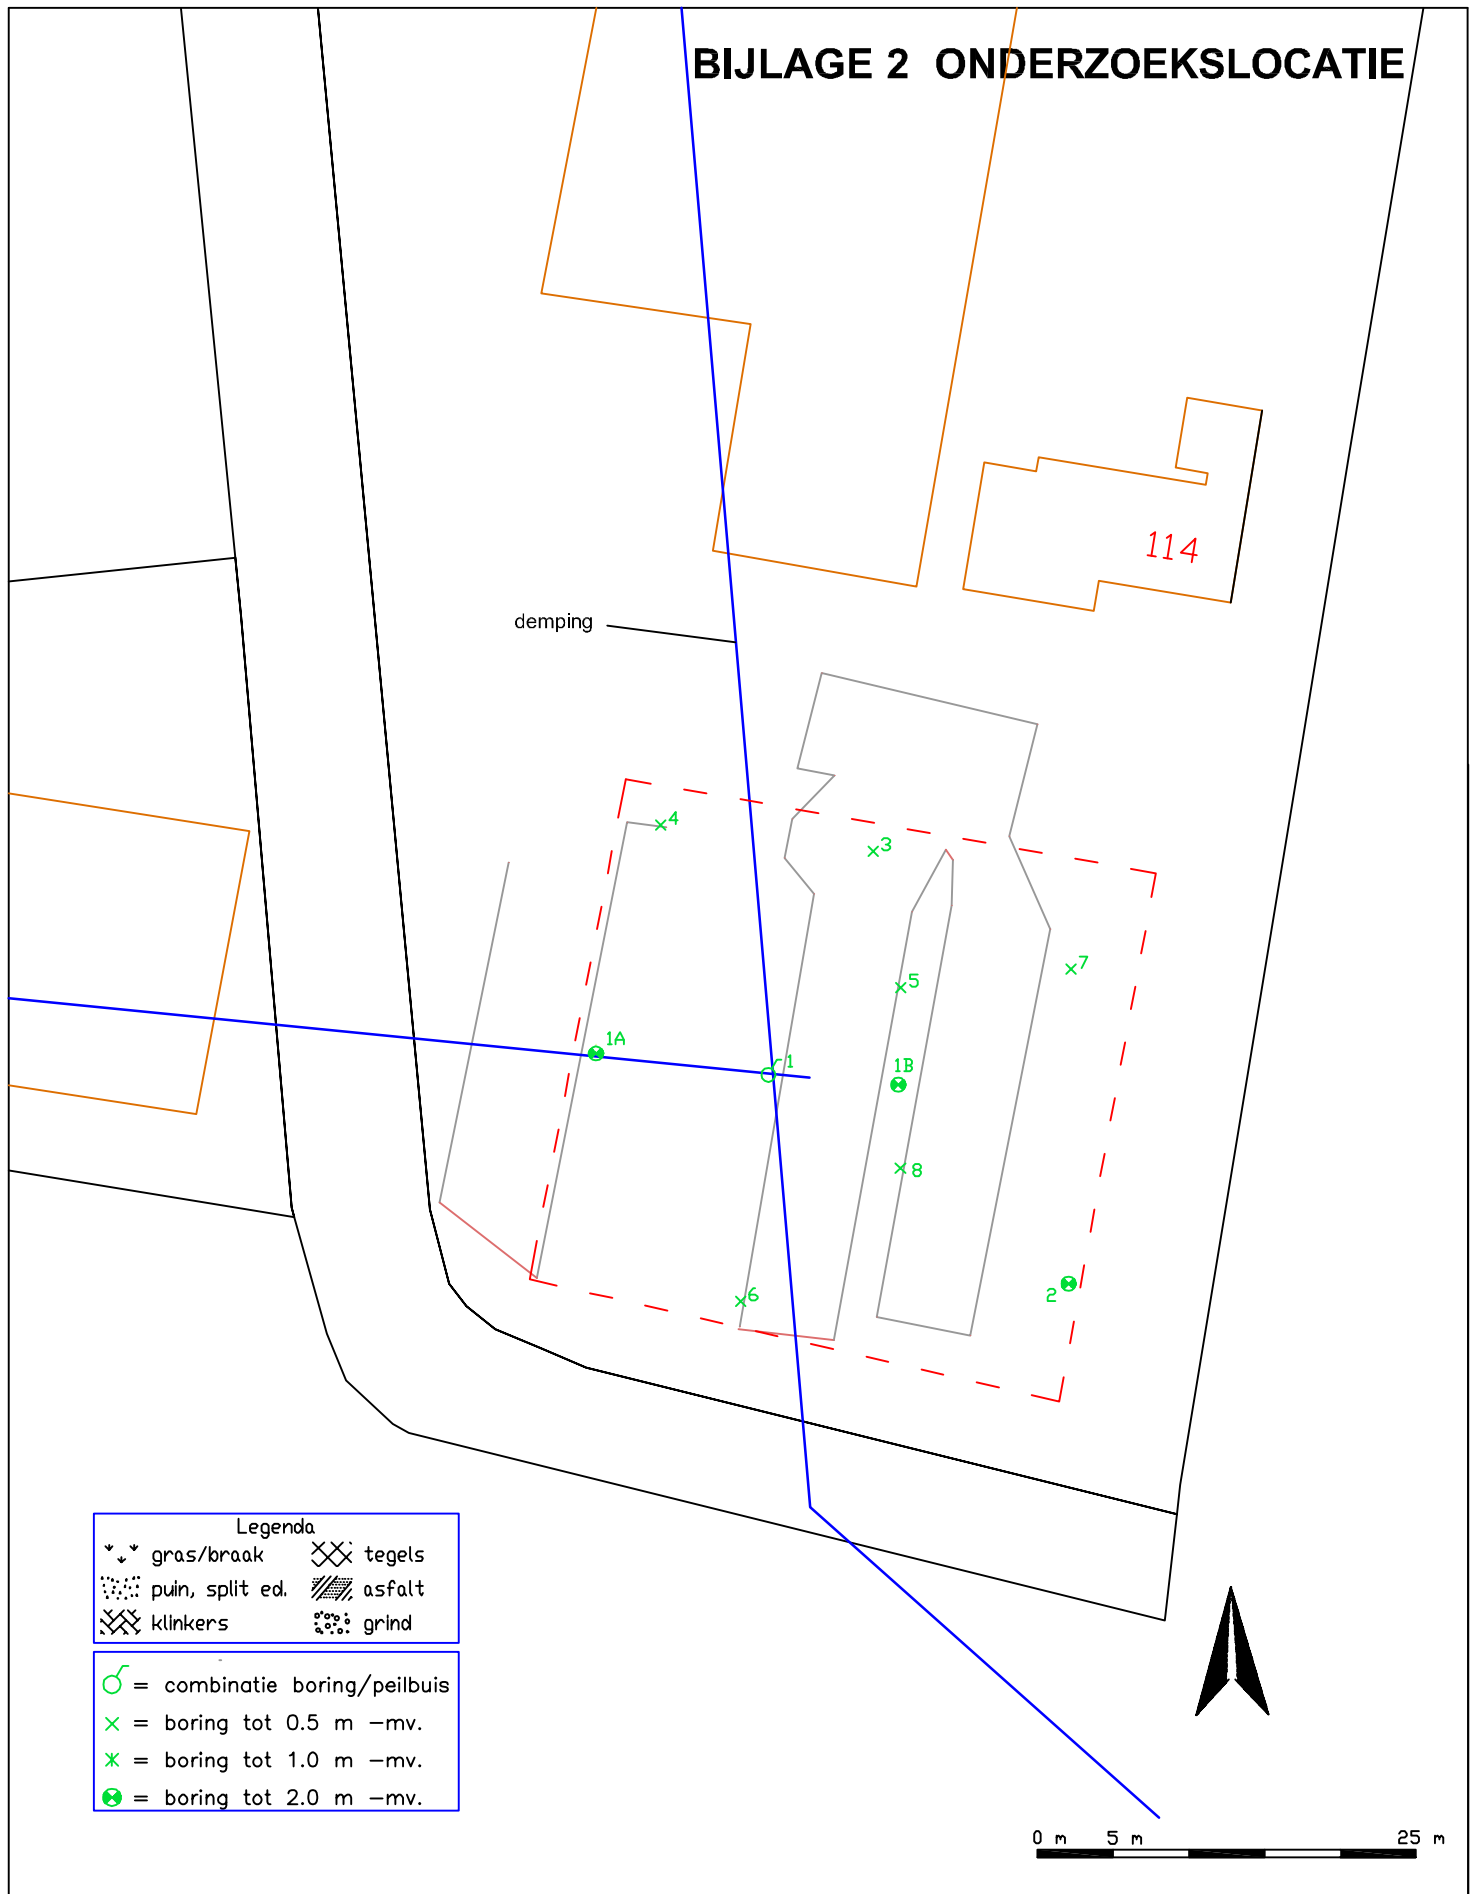 BIJLAGE 2 ONDERZOEKSLOCATIE
114
demping
4
3
7
5
1A
1
1B
8
2
6
Legenda
gras/braak tegels
puin, split ed. asfalt
klinkers grind
= combinatie boring/peilbuis
= boring tot 0.5 m -mv.
= boring tot 1.0 m -mv.
= boring tot 2.0 m -mv.
0 m 5 m 25 m